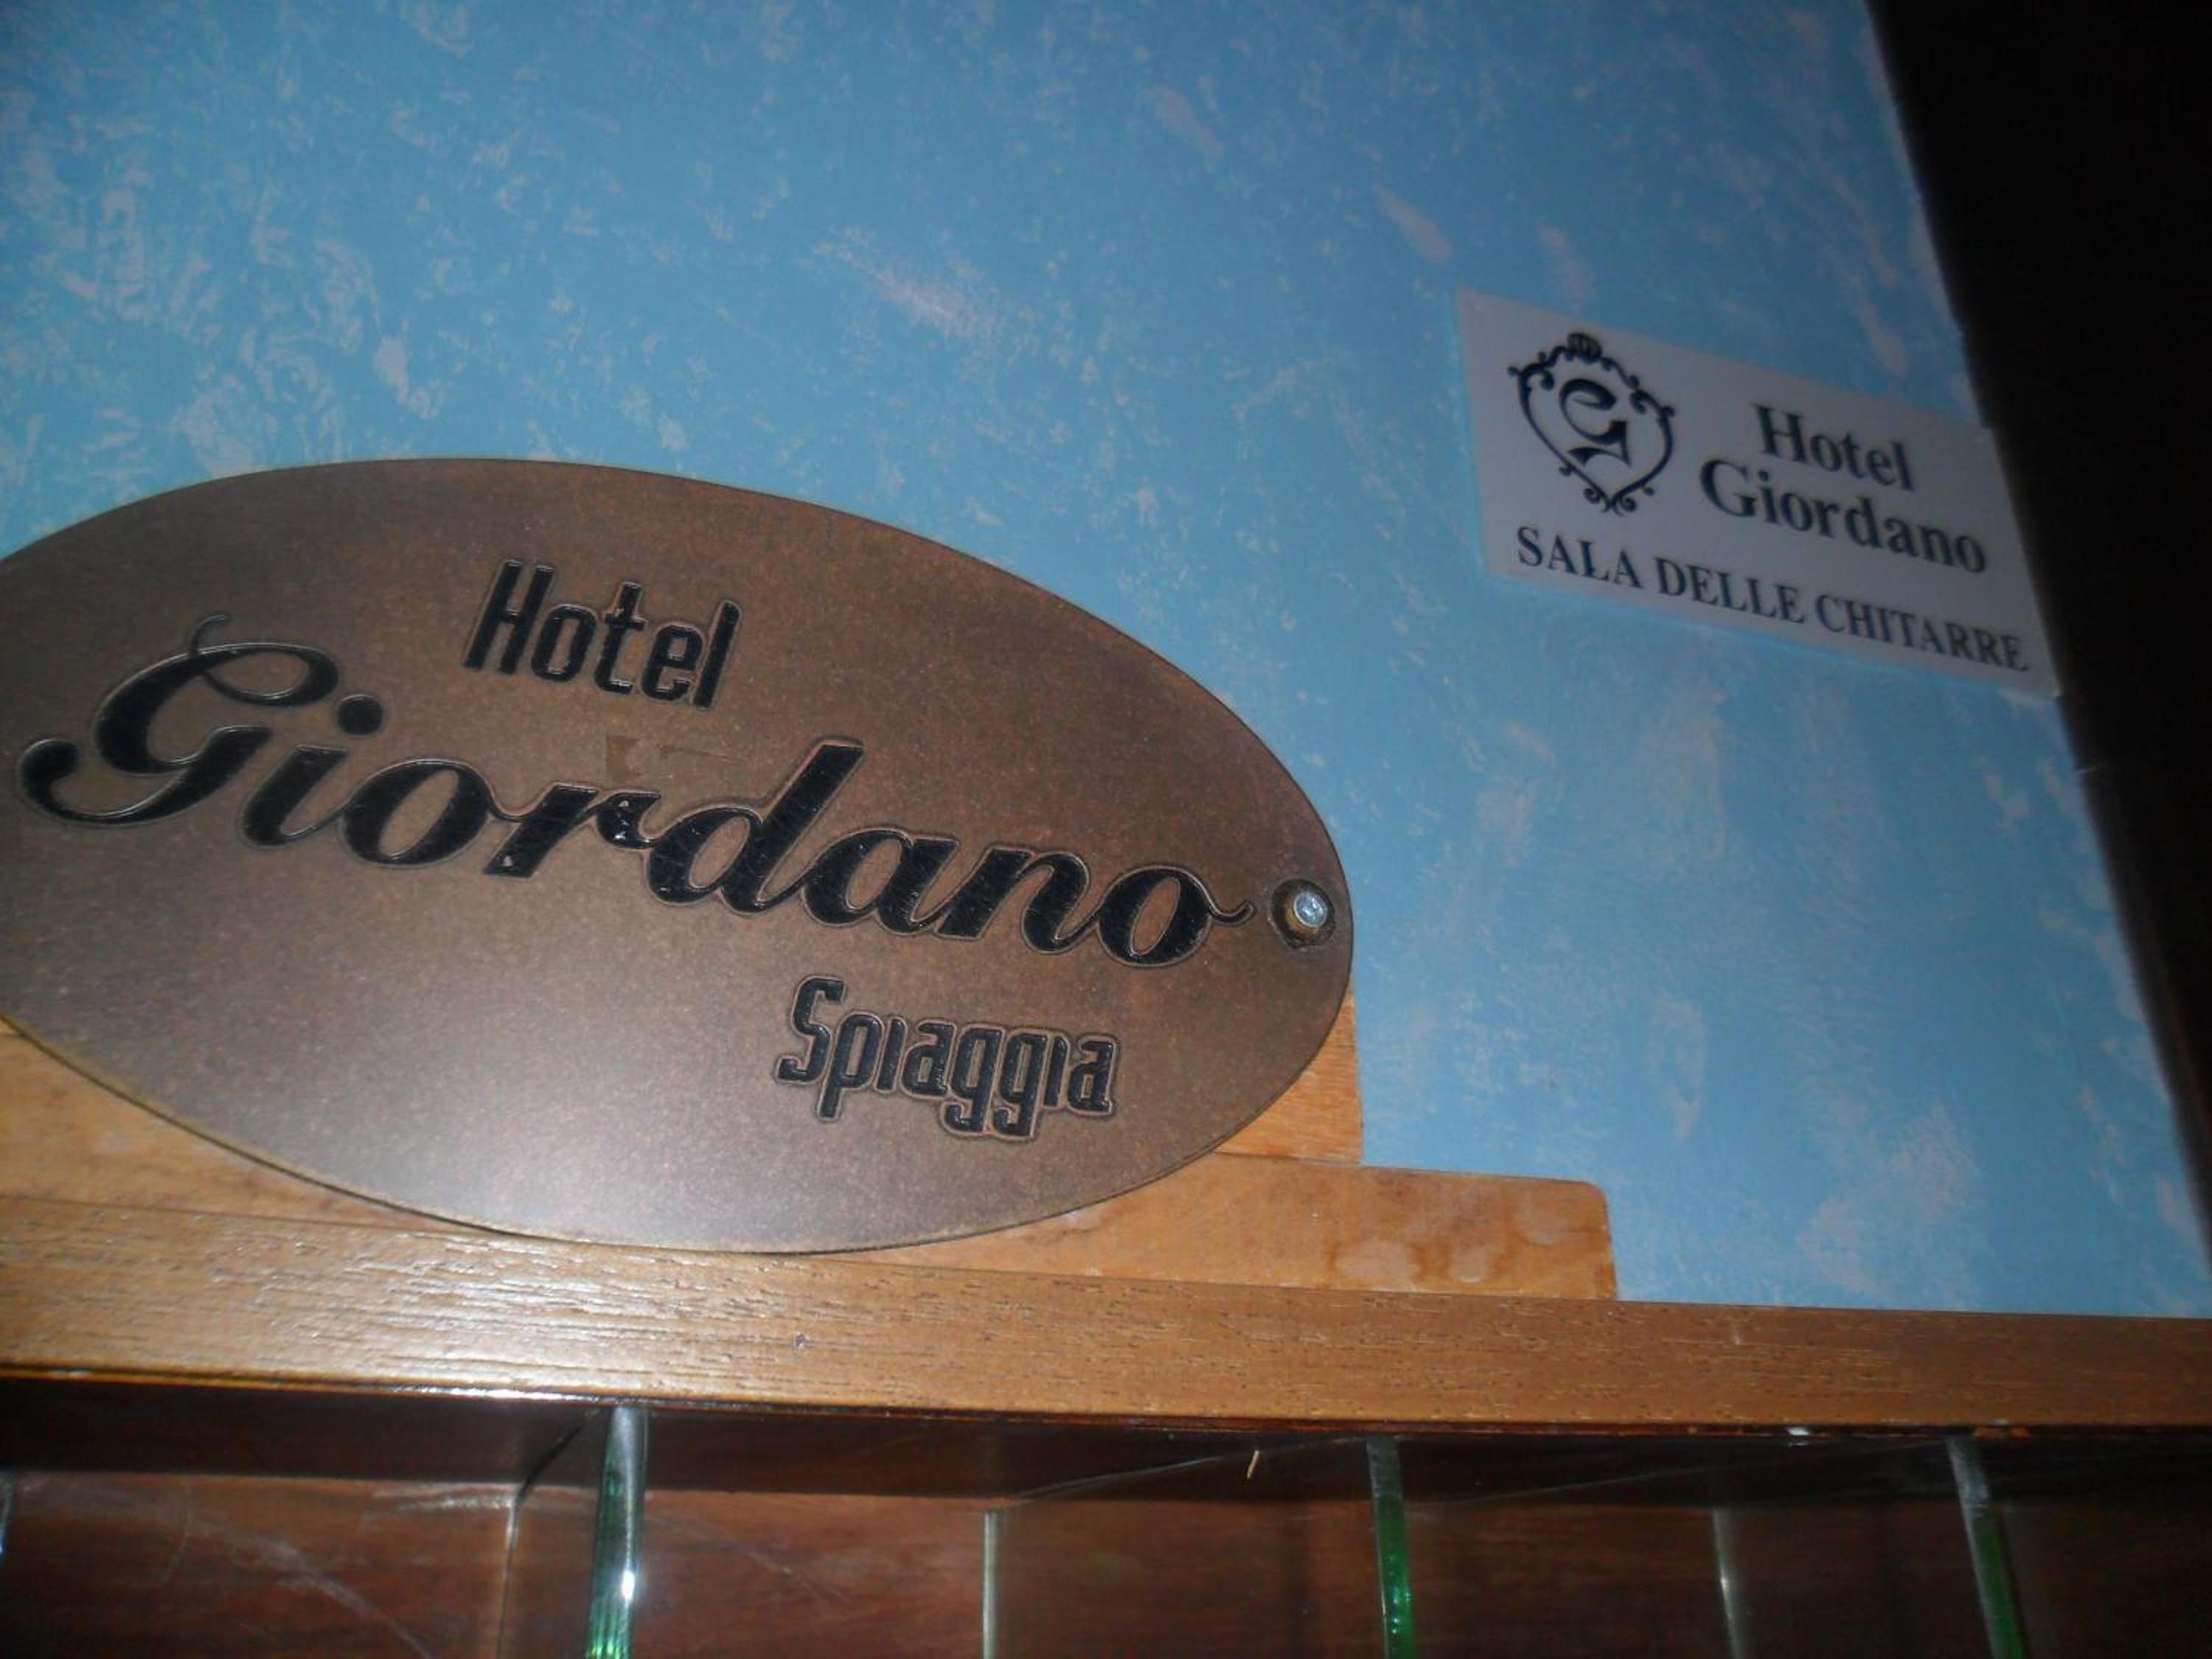 Hotel
Giordano
Spiaggia
G
Hotel
Giordano
SALA DELLE CHITARRE